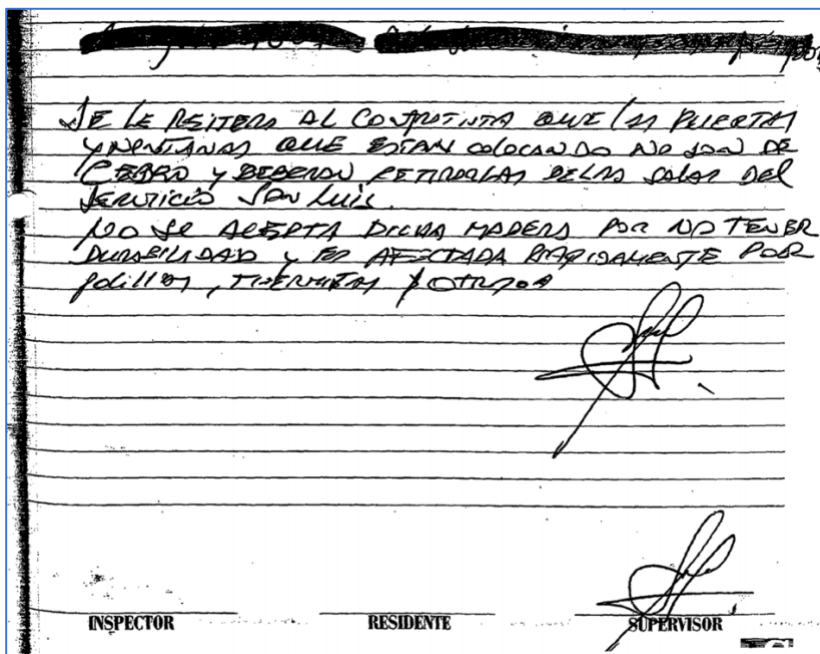 SE LE REITERA AL CONTRATISTA QUE LAS PUERTAS
Y VENTANAS QUE ESTAN COLOCANDO NO SON DE
CEDRO Y DEBERAN RETIRARLAS DE LAS SALAS DEL
SERVICIO SAN LUIS.
NO SE ACEPTA DICHA MADERA POR NO TENER
DURABILIDAD Y ES AFECTADA RAPIDAMENTE POR
POLILLAS, TERMITAS Y OTROS
INSPECTOR RESIDENTE SUPERVISOR